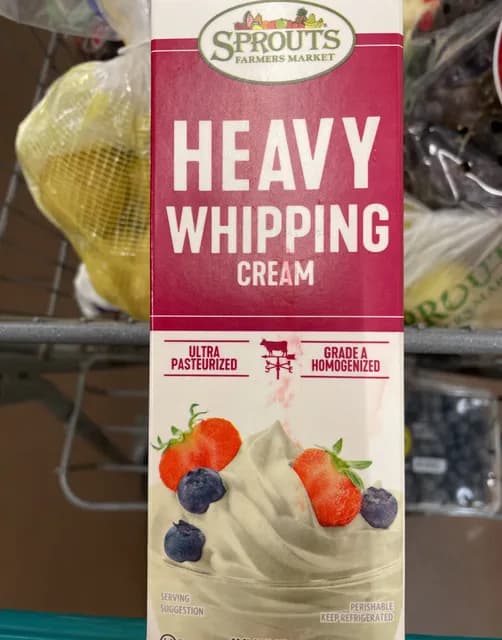 SPROUTS
FARMERS MARKET
HEAVY
WHIPPING
CREAM
ULTRA
PASTEURIZED
GRADE A
HOMOGENIZED
SERVING
SUGGESTION
PERISHABLE
KEEP REFRIGERATED